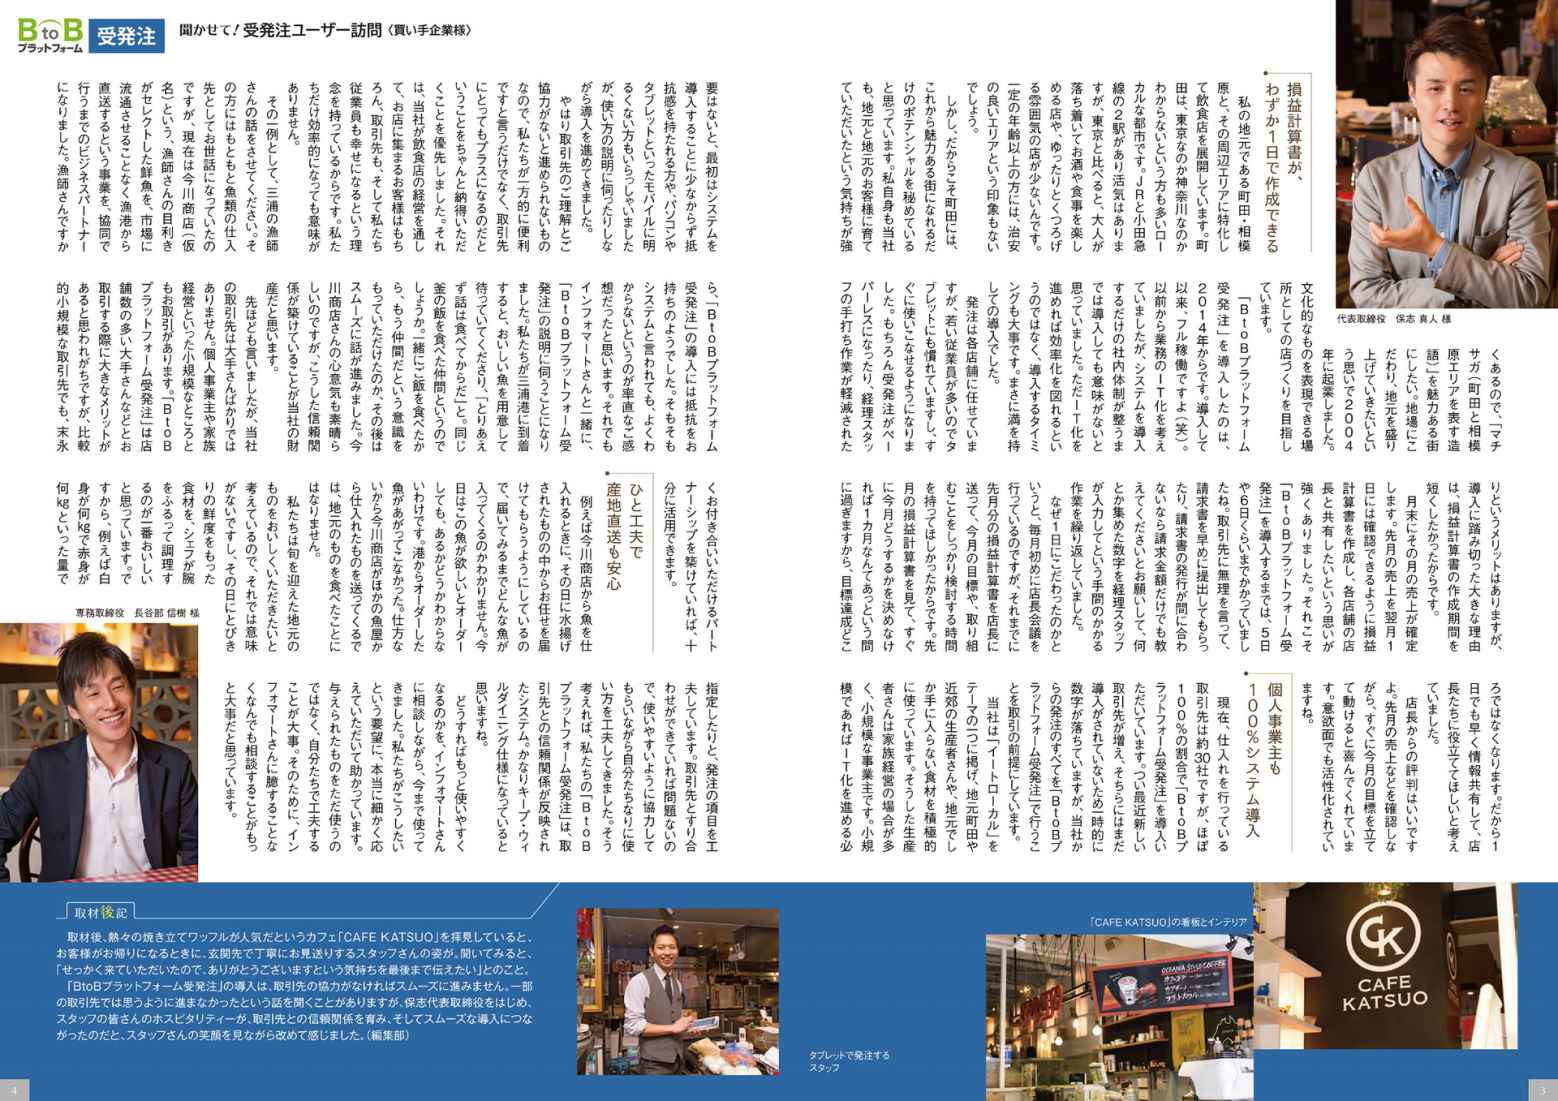 BtoB
プラットフォーム
受発注
聞かせて！受発注ユーザー訪問〈買い手企業様〉
代表取締役　保志 真人 様
損益計算書が、
わずか１日で作成できる
私の地元である町田・相模
原と、その周辺エリアに特化し
て飲食店を展開しています。町
田は、東京なのか神奈川なのか
わからないという方も多いロー
カルな都市です。ＪＲと小田急
線の２駅があり活気はありま
すが、東京と比べると、大人が
落ち着いてお酒や食事を楽し
める店や、ゆったりとくつろげ
る雰囲気の店が少ないんです。
一定の年齢以上の方には、治安
の良いエリアという印象もない
でしょう。
しかし、だからこそ町田には、
これから魅力ある街になれるだ
けのポテンシャルを秘めている
と思っています。私自身も当社
も、地元と地元のお客様に育て
ていただいたという気持ちが強
くあるので、「マチ
サガ（町田と相模
原エリアを表す造
語）」を魅力ある街
にしたい。地場にこ
だわり、地元を盛り
上げていきたいとい
う思いで２００４
年に起業しました。
文化的なものを表現できる場
所としての店づくりを目指し
ています。
「ＢｔｏＢプラットフォーム
受発注」を導入したのは、
２０１４年からです。導入して
以来、フル稼働ですよ（笑）。
以前から業務のＩＴ化を考え
ていましたが、システムを導入
するだけの社内体制が整うま
では導入しても意味がないと
思っていました。ただＩＴ化を
進めれば効率化を図れるとい
うのではなく、導入するタイミ
ングも大事です。まさに満を持
しての導入でした。
発注は各店舗に任せていま
すが、若い従業員が多いのでタ
ブレットにも慣れていますし、す
ぐに使いこなせるようになりま
した。もちろん受発注がペー
パーレスになったり、経理スタッ
フの手打ち作業が軽減された
りというメリットはありますが、
導入に踏み切った大きな理由
は、損益計算書の作成期間を
短くしたかったからです。
月末にその月の売上が確定
します。先月の売上を翌月１
日には確認できるように損益
計算書を作成し、各店舗の店
長と共有したいという思いが
強くありました。それこそ
「ＢｔｏＢプラットフォーム受
発注」を導入するまでは、５日
や６日くらいまでかかっていまし
たね。取引先に無理を言って、
請求書を早めに提出してもらっ
たり、請求書の発行が間に合わ
ないなら請求金額だけでも教
えてくださいとお願いして、何
とか集めた数字を経理スタッフ
が入力してという手間のかかる
作業を繰り返していました。
なぜ１日にこだわったのかと
いうと、毎月初めに店長会議を
行っているのですが、それまでに
先月分の損益計算書を店長に
送って、今月の目標や、取り組
むことをしっかり検討する時間
を持ってほしかったからです。先
月の損益計算書を見て、すぐ
に今月どうするかを決めなけ
れば１カ月なんてあっという間
に過ぎますから、目標達成どこ
ろではなくなります。だから１
日でも早く情報共有して、店
長たちに役立ててほしいと考え
ていました。
店長からの評判はいいです
よ。先月の売上などを確認しな
がら、すぐに今月の目標を立て
て動けると喜んでくれていま
す。意欲面でも活性化されてい
ますね。
個人事業主も
１００％システム導入
現在、仕入れを行っている
取引先は約30社ですが、ほぼ
１００％の割合で「ＢｔｏＢプ
ラットフォーム受発注」を導入い
ただいています。つい最近新しい
取引先が増え、そちらにはまだ
導入がされていないため一時的に
数字が落ちていますが、当社か
らの発注のすべてを「ＢｔｏＢプ
ラットフォーム受発注」で行うこ
とを取引の前提にしています。
当社は「イートローカル」を
テーマの一つに掲げ、地元町田や
近郊の生産者さんや、地元でし
か手に入らない食材を積極的
に使っています。そうした生産
者さんは家族経営の場合が多
く、小規模な事業主です。小規
模であればＩＴ化を進める必
要はないと、最初はシステムを
導入することに少なからず抵
抗感を持たれる方や、パソコンや
タブレットといったモバイルに明
るくない方もいらっしゃいました
が、使い方の説明に伺ったりしな
がら導入を進めてきました。
やはり取引先のご理解とご
協力がないと進められないもの
なので、私たちが一方的に便利
ですと言うだけでなく、取引先
にとってもプラスになるのだと
いうことをちゃんと納得いただ
くことを優先しました。それ
は、当社が飲食店の経営を通し
て、お店に集まるお客様はもち
ろん、取引先も、そして私たち
従業員も幸せになるという理
念を持っているからです。私た
ちだけ効率的になっても意味が
ありません。
その一例として、三浦の漁師
さんの話をさせてください。そ
の方にはもともと魚類の仕入
先としてお世話になっていたの
ですが、現在は今川商店（仮
名）という、漁師さんの目利き
がセレクトした鮮魚を、市場に
流通させることなく漁港から
直送するという事業を、協同で
行うまでのビジネスパートナー
になりました。漁師さんですか
ら、「ＢｔｏＢプラットフォーム
受発注」の導入には抵抗をお
持ちのようでした。そもそも
システムと言われても、よくわ
からないというのが率直なご感
想だったと思います。それでも
インフォマートさんと一緒に、
「ＢｔｏＢプラットフォーム受
発注」の説明に伺うことになり
ました。私たちが三浦港に到着
すると、おいしい魚を用意して
待っていてくださり、「とりあえ
ず話は食べてからだ」と。同じ
釜の飯を食べた仲間というので
しょうか。一緒にご飯を食べたか
ら、もう仲間だという意識を
もっていただけたのか、その後は
スムーズに話が進みました。今
川商店さんの心意気も素晴ら
しいのですが、こうした信頼関
係が築けていることが当社の財
産だと思います。
先ほども言いましたが、当社
の取引先は大手さんばかりでは
ありません。個人事業主や家族
経営といった小規模なところと
もお取引があります。「ＢｔｏＢ
プラットフォーム受発注」は店
舗数の多い大手さんなどとお
取引する際に大きなメリットが
あると思われがちですが、比較
的小規模な取引先でも、末永
くお付き合いいただけるパート
ナーシップを築けていれば、十
分に活用できます。
ひと工夫で
産地直送も安心
例えば今川商店から魚を仕
入れるときに、その日に水揚げ
されたものの中からお任せを届
けてもらうようにしているの
で、届いてみるまでどんな魚が
入ってくるのかわかりません。今
日はこの魚が欲しいとオーダー
しても、あるかどうかわからな
いわけです。港からオーダーした
魚があがってこなかった。仕方な
いから今川商店がほかの魚屋か
ら仕入れたものを送ってくるで
は、地元のものを食べたことに
はなりません。
私たちは旬を迎えた地元の
ものをおいしくいただきたいと
考えているので、それでは意味
がないですし、その日にとびき
りの鮮度をもった
食材を、シェフが腕
をふるって調理す
るのが一番おいしい
と思っています。で
すから、例えば白
身が何kgで赤身が
何kgといった量で
専務取締役　長谷部 信樹 様
指定したりと、発注の項目を工
夫しています。取引先とすり合
わせができていれば問題ないの
で、使いやすいように協力して
もらいながら自分たちなりに使
い方を工夫してきました。そう
考えれば、私たちの「ＢｔｏＢ
プラットフォーム受発注」は、取
引先との信頼関係が反映され
たシステム。かなりキープ・ウィ
ルダイニング仕様になっていると
思いますね。
どうすればもっと使いやすく
なるのかを、インフォマートさん
に相談しながら、今まで使って
きました。私たちがこうしたい
という要望に、本当に細かく応
えていただいて助かっています。
与えられたものをただ使うの
ではなく、自分たちで工夫する
ことが大事。そのために、イン
フォマートさんに臆することな
くなんでも相談することがもっ
と大事だと思っています。
取材後記
取材後、熱々の焼き立てワッフルが人気だというカフェ「CAFE KATSUO」を拝見していると、
お客様がお帰りになるときに、玄関先で丁寧にお見送りするスタッフさんの姿が。聞いてみると、
「せっかく来ていただいたので、ありがとうございますという気持ちを最後まで伝えたい」とのこと。
「BtoBプラットフォーム受発注」の導入は、取引先の協力がなければスムーズに進みません。一部
の取引先では思うように進まなかったという話を聞くことがありますが、保志代表取締役をはじめ、
スタッフの皆さんのホスピタリティーが、取引先との信頼関係を育み、そしてスムーズな導入につな
がったのだと、スタッフさんの笑顔を見ながら改めて感じました。（編集部）
タブレットで発注する
スタッフ
「CAFE KATSUO」の看板とインテリア
OCEANIA STYLE COFFEE
CK
CAFE
KATSUO
4
3